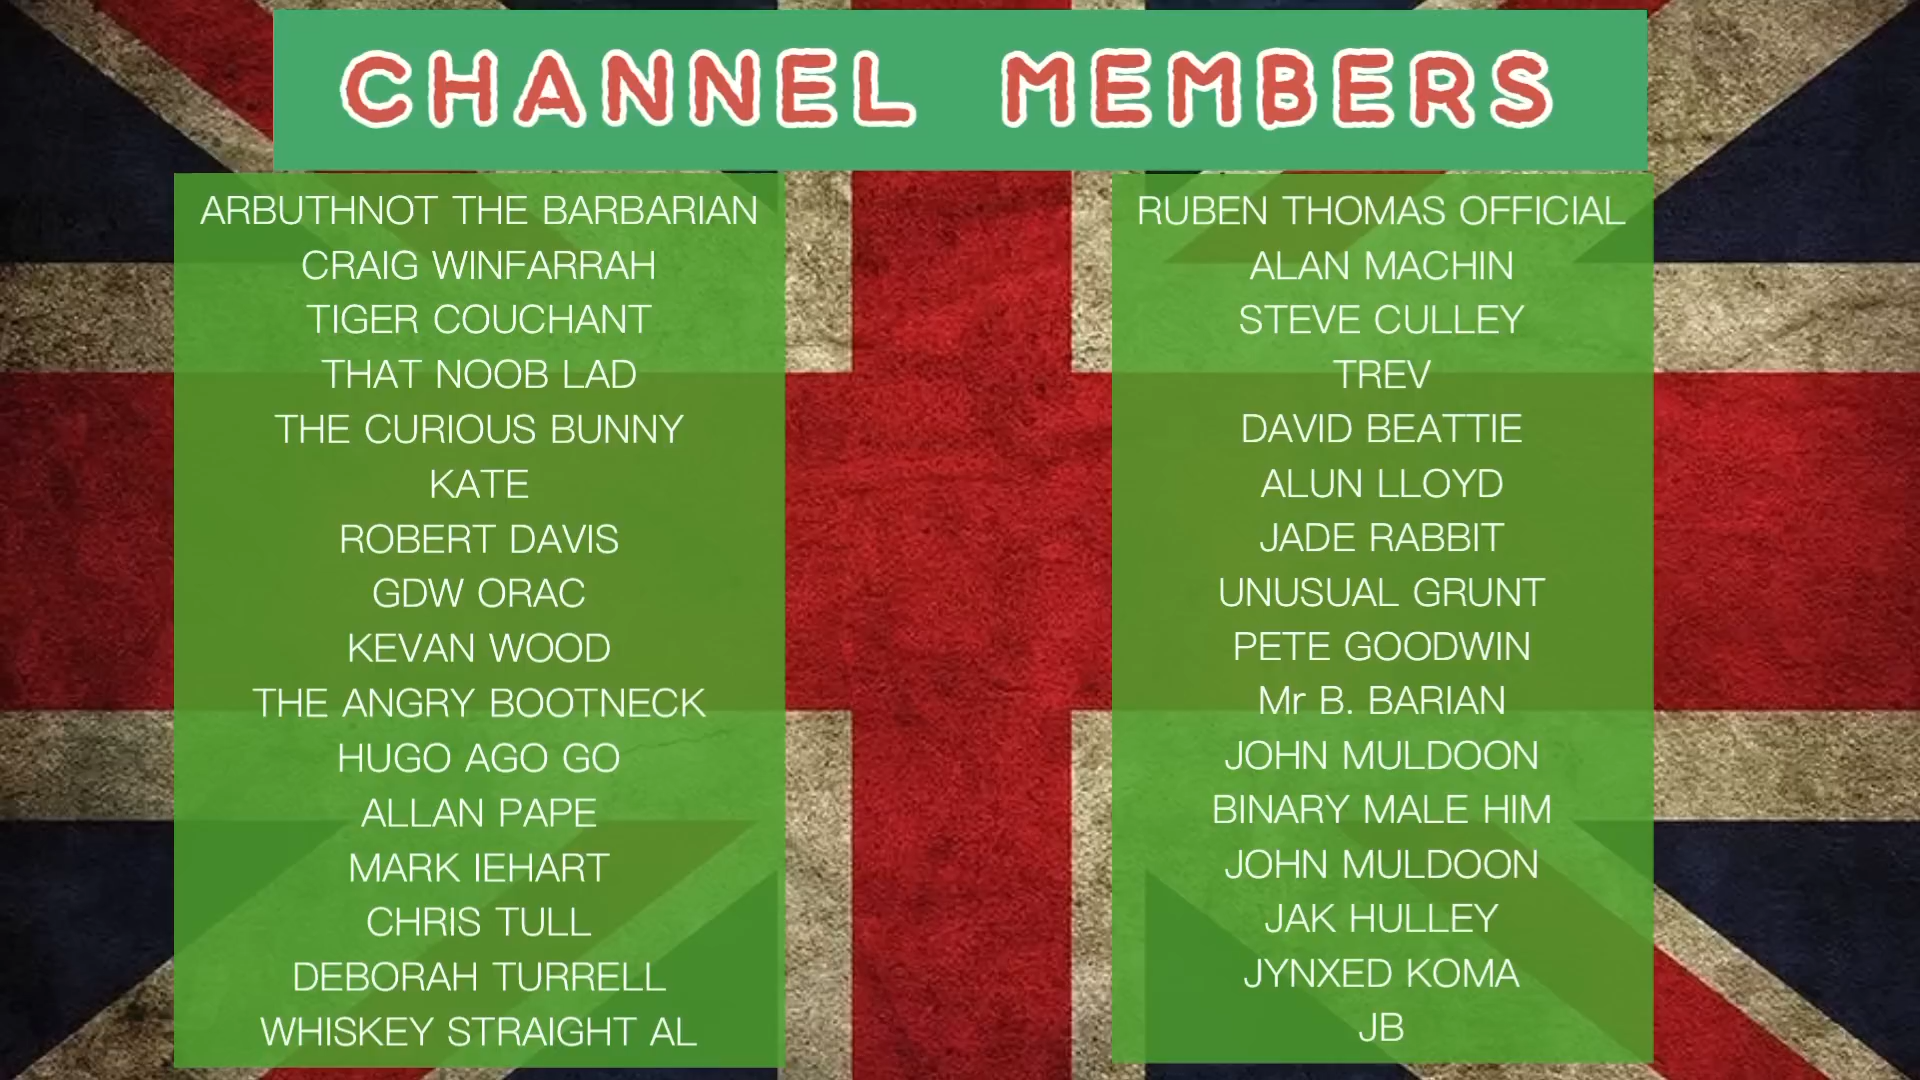 CHANNEL MEMBERS
ARBUTHNOT THE BARBARIAN
CRAIG WINFARRAH
TIGER COUCHANT
THAT NOOB LAD
THE CURIOUS BUNNY
KATE
ROBERT DAVIS
GDW ORAC
KEVAN WOOD
THE ANGRY BOOTNECK
HUGO AGO GO
ALLAN PAPE
MARK IEHART
CHRIS TULL
DEBORAH TURRELL
WHISKEY STRAIGHT AL
RUBEN THOMAS OFFICIAL
ALAN MACHIN
STEVE CULLEY
TREV
DAVID BEATTIE
ALUN LLOYD
JADE RABBIT
UNUSUAL GRUNT
PETE GOODWIN
Mr B. BARIAN
JOHN MULDOON
BINARY MALE HIM
JOHN MULDOON
JAK HULLEY
JYNXED KOMA
JB